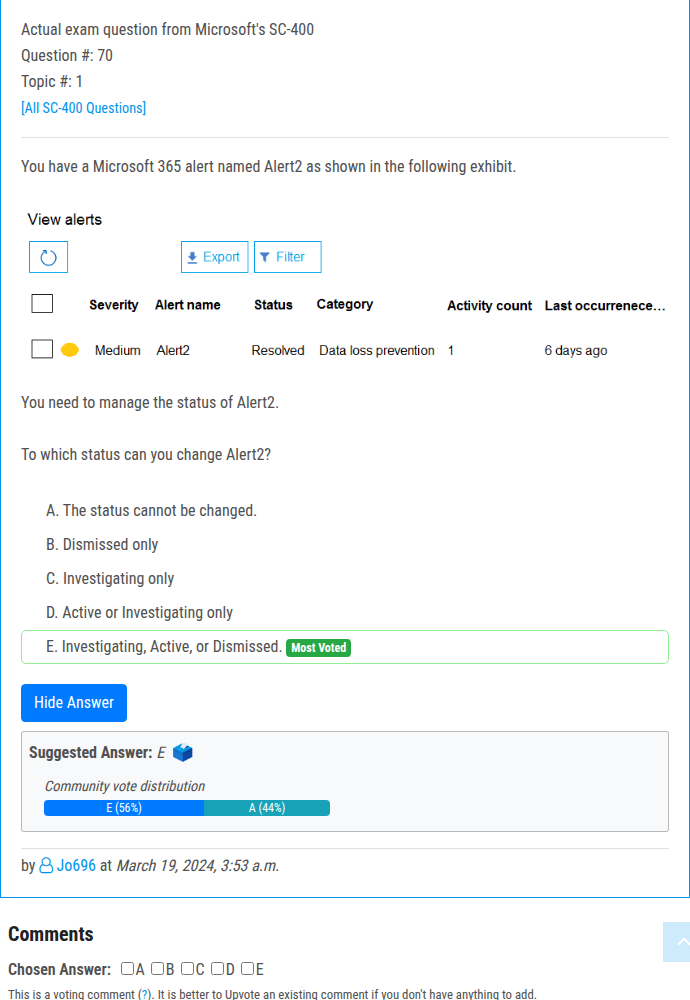 Actual exam question from Microsoft's SC-400
Question #: 70
Topic #: 1
[All SC-400 Questions]
You have a Microsoft 365 alert named Alert2 as shown in the following exhibit.
View alerts
Export Filter
Severity Alert name Status Category Activity count Last occurrenece...
Medium Alert2 Resolved Data loss prevention 1 6 days ago
You need to manage the status of Alert2.
To which status can you change Alert2?
A. The status cannot be changed.
B. Dismissed only
C. Investigating only
D. Active or Investigating only
E. Investigating, Active, or Dismissed. Most Voted
Hide Answer
Suggested Answer: E
Community vote distribution
E (56%) A (44%)
by Jo696 at March 19, 2024, 3:53 a.m.
Comments
Chosen Answer: A B C D E
This is a voting comment (?). It is better to Upvote an existing comment if you don't have anything to add.